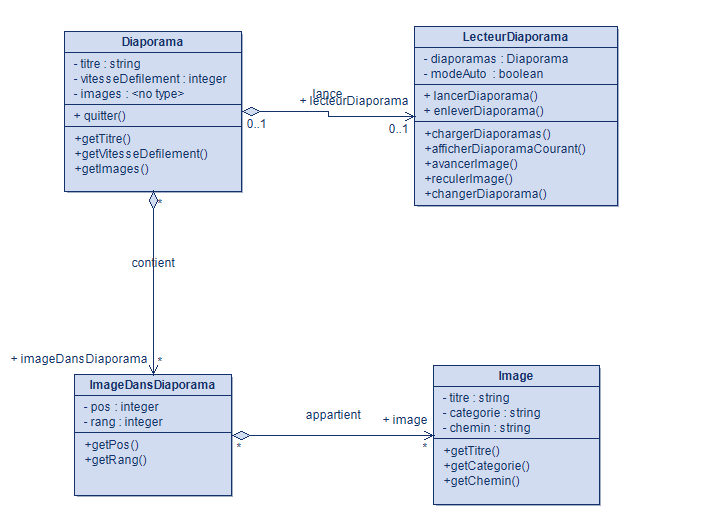 Diaporama
- titre : string
- vitesseDefilement : integer
- images : <no type>
+ quitter()
+getTitre()
+getVitesseDefilement()
+getImages()
lance
+ lecteurDiaporama
0..1
0..1
LecteurDiaporama
- diaporamas : Diaporama
- modeAuto : boolean
+ lancerDiaporama()
+ enleverDiaporama()
+chargerDiaporamas()
+afficherDiaporamaCourant()
+avancerImage()
+reculerImage()
+changerDiaporama()
*
contient
+ imageDansDiaporama
*
ImageDansDiaporama
- pos : integer
- rang : integer
+getPos()
+getRang()
appartient
+ image
*
*
Image
- titre : string
- categorie : string
- chemin : string
+getTitre()
+getCategorie()
+getChemin()